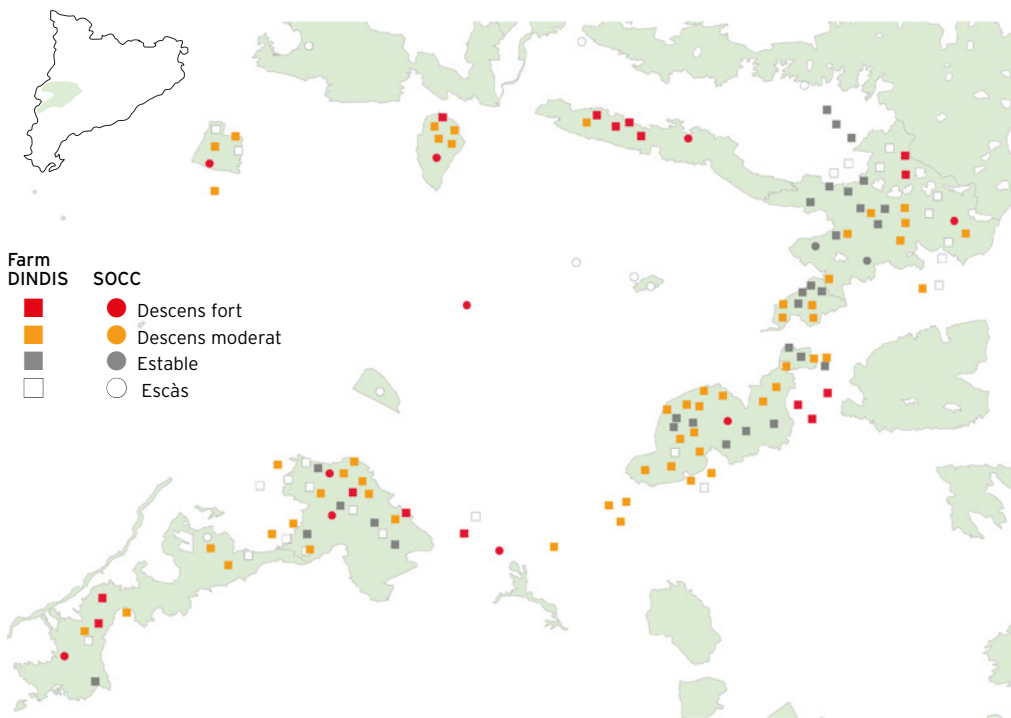 Farm
DINDIS SOCC
Descens fort
Descens moderat
Estable
Escàs